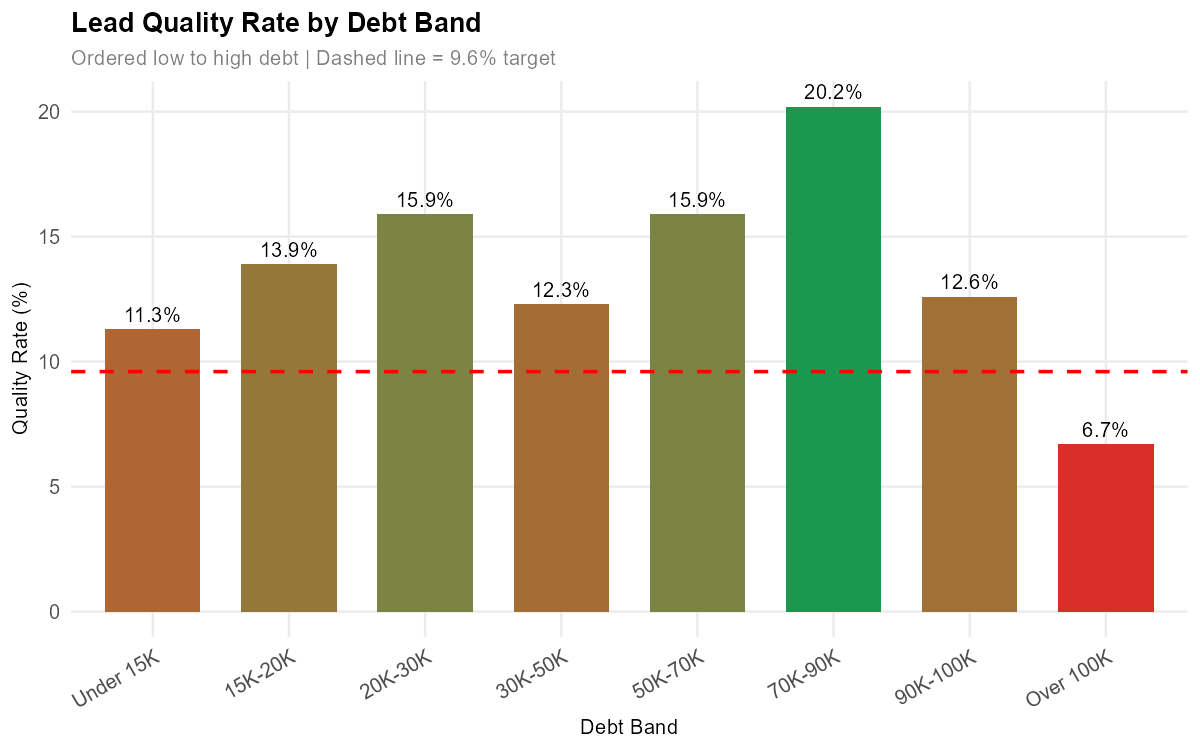 Lead Quality Rate by Debt Band
Ordered low to high debt | Dashed line = 9.6% target
20.2%
20
15.9%
15.9%
15
13.9%
12.6%
12.3%
11.3%
10
6.7%
5
0
Quality Rate (%)
Under 15K
15K-20K
20K-30K
30K-50K
50K-70K
70K-90K
90K-100K
Over 100K
Debt Band